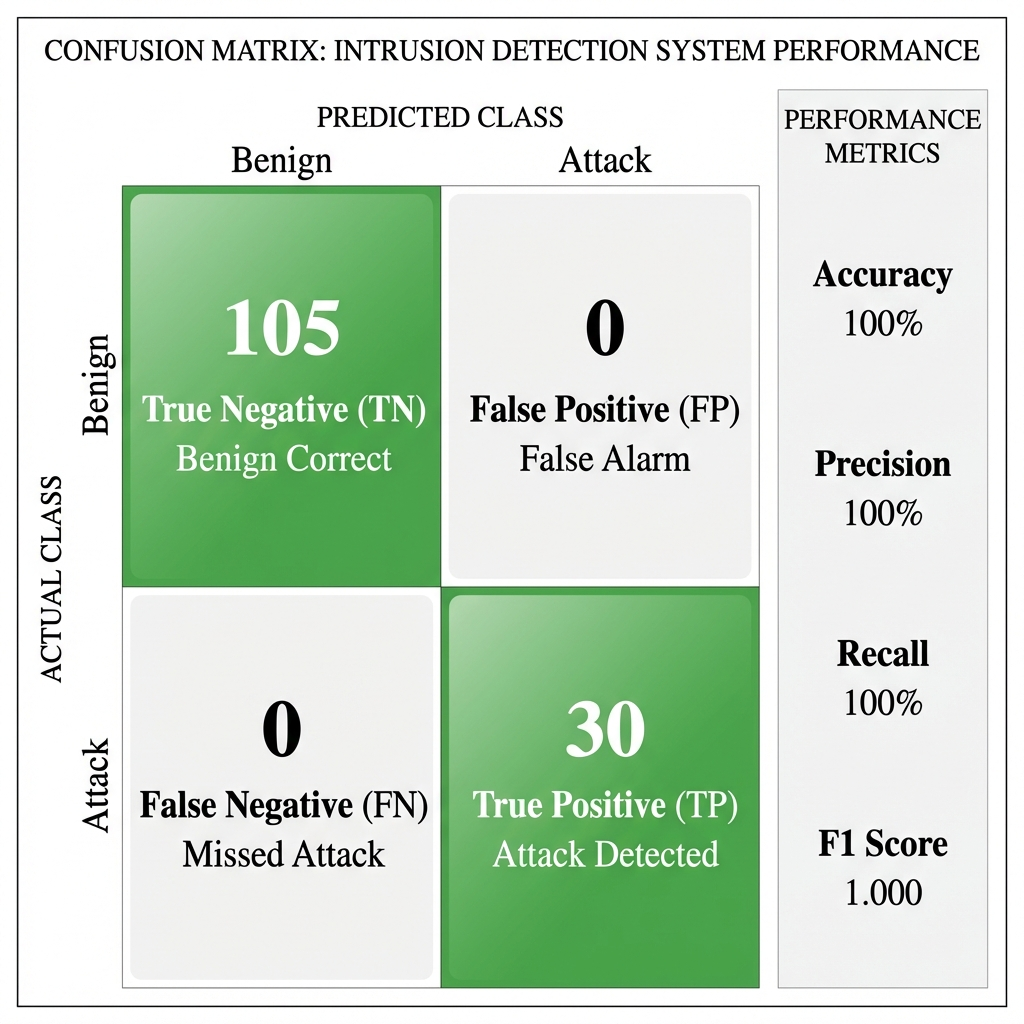 CONFUSION MATRIX: INTRUSION DETECTION SYSTEM PERFORMANCE
PREDICTED CLASS
Benign
Attack
ACTUAL CLASS
Benign
105
True Negative (TN)
Benign Correct
0
False Positive (FP)
False Alarm
Attack
0
False Negative (FN)
Missed Attack
30
True Positive (TP)
Attack Detected
PERFORMANCE
METRICS
Accuracy
100%
Precision
100%
Recall
100%
F1 Score
1.000